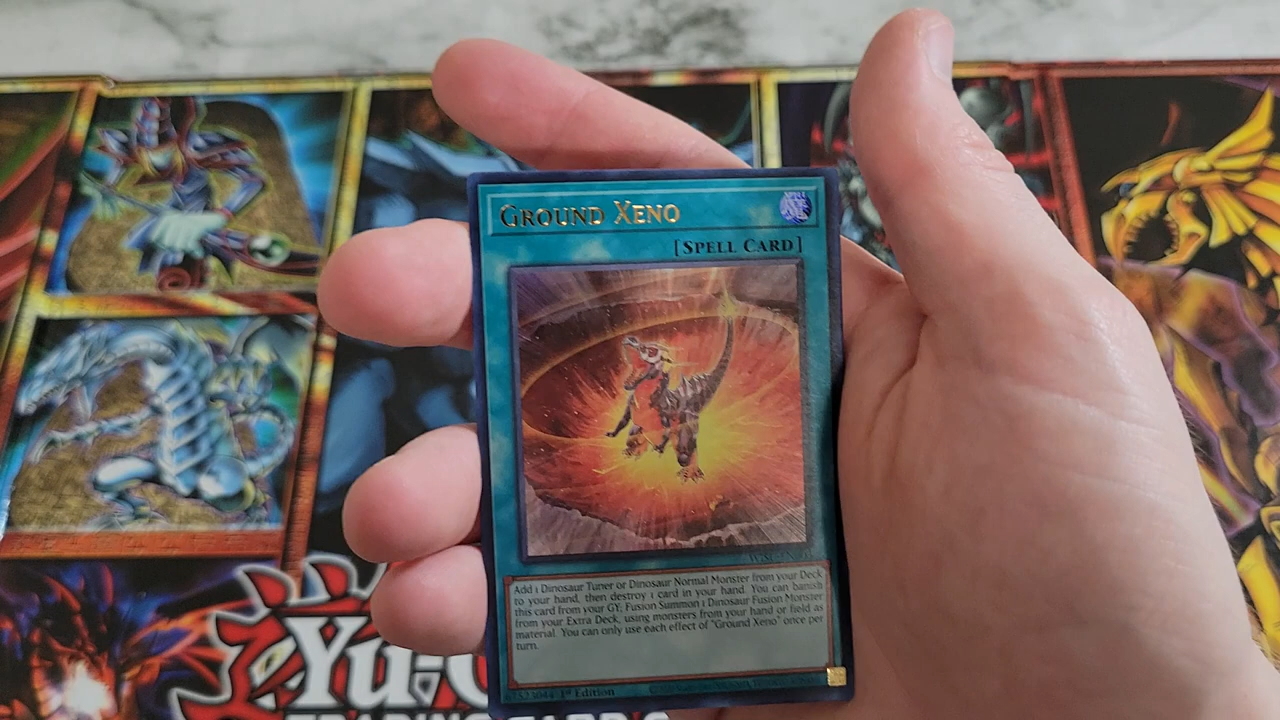 GROUND XENO
[SPELL CARD]
Add 1 Dinosaur Tuner or Dinosaur Normal Monster from your Deck
to your hand, then destroy 1 card in your hand. You can banish
this card from your GY; Fusion Summon 1 Dinosaur Fusion Monster
from your Extra Deck, using monsters from your hand or field as
material. You can only use each effect of "Ground Xeno" once per
turn.
1st Edition
Yu-G
TRADING CARD G